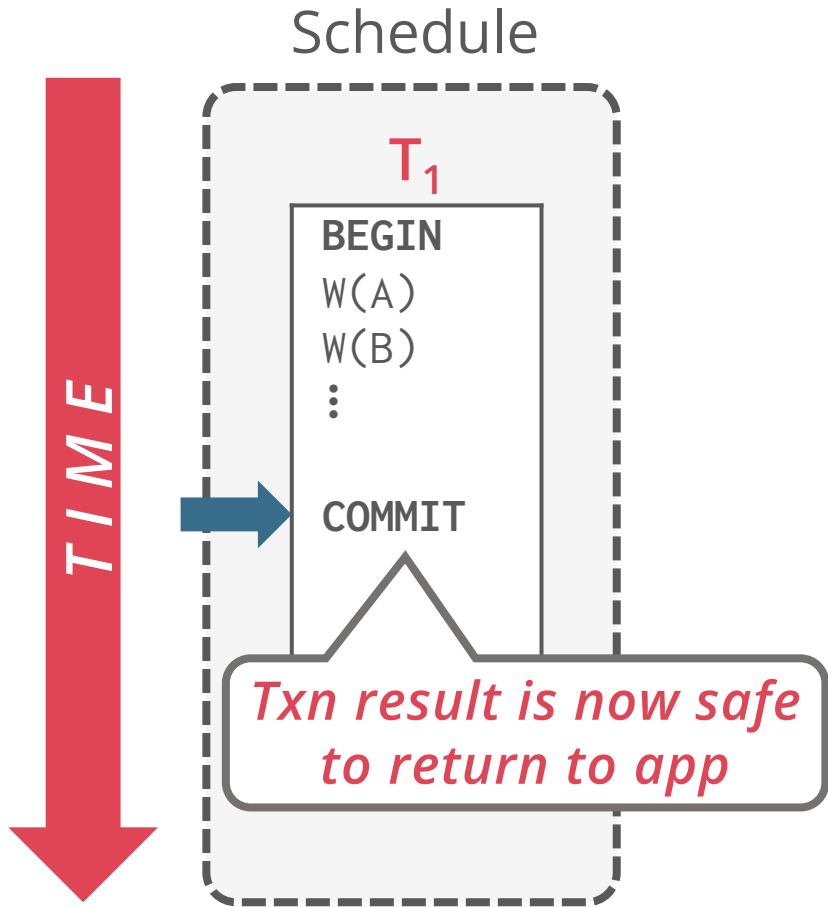 Schedule
TIME
T₁
BEGIN
W(A)
W(B)
⋮
COMMIT
Txn result is now safe
to return to app